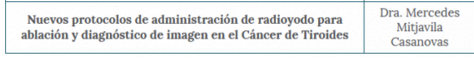 Nuevos protocolos de administración de radioyodo para
ablación y diagnóstico de imagen en el Cáncer de Tiroides
Dra. Mercedes
Mitjavila
Casanovas